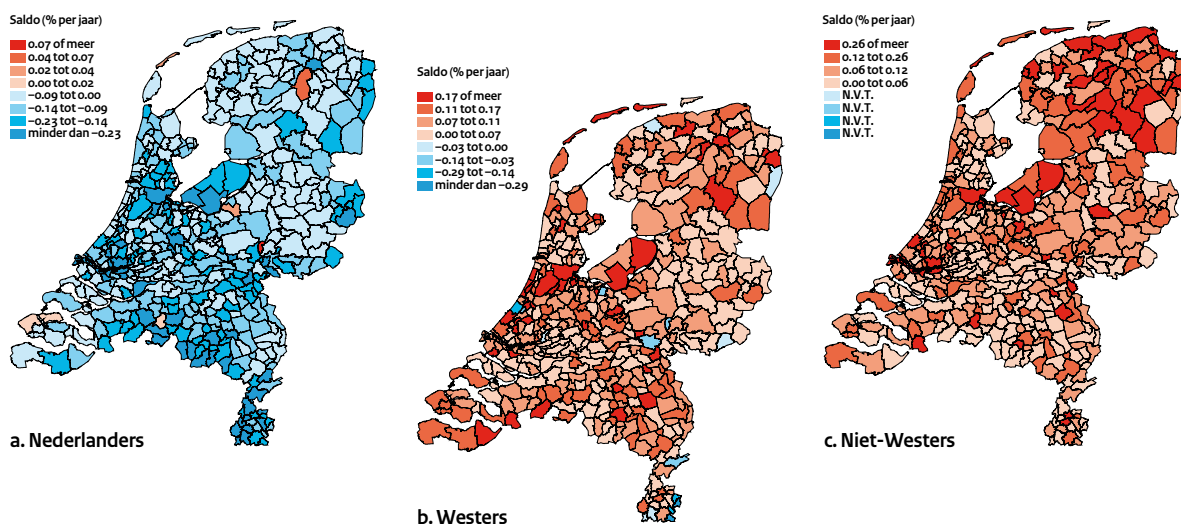 Saldo (% per jaar)
0.07 of meer
0.04 tot 0.07
0.02 tot 0.04
0.00 tot 0.02
−0.09 tot 0.00
−0.14 tot −0.09
−0.23 tot −0.14
minder dan −0.23
a. Nederlanders
Saldo (% per jaar)
0.17 of meer
0.11 tot 0.17
0.07 tot 0.11
0.00 tot 0.07
−0.03 tot 0.00
−0.14 tot −0.03
−0.29 tot −0.14
minder dan −0.29
b. Westers
Saldo (% per jaar)
0.26 of meer
0.12 tot 0.26
0.06 tot 0.12
0.00 tot 0.06
N.V.T.
N.V.T.
N.V.T.
N.V.T.
c. Niet-Westers